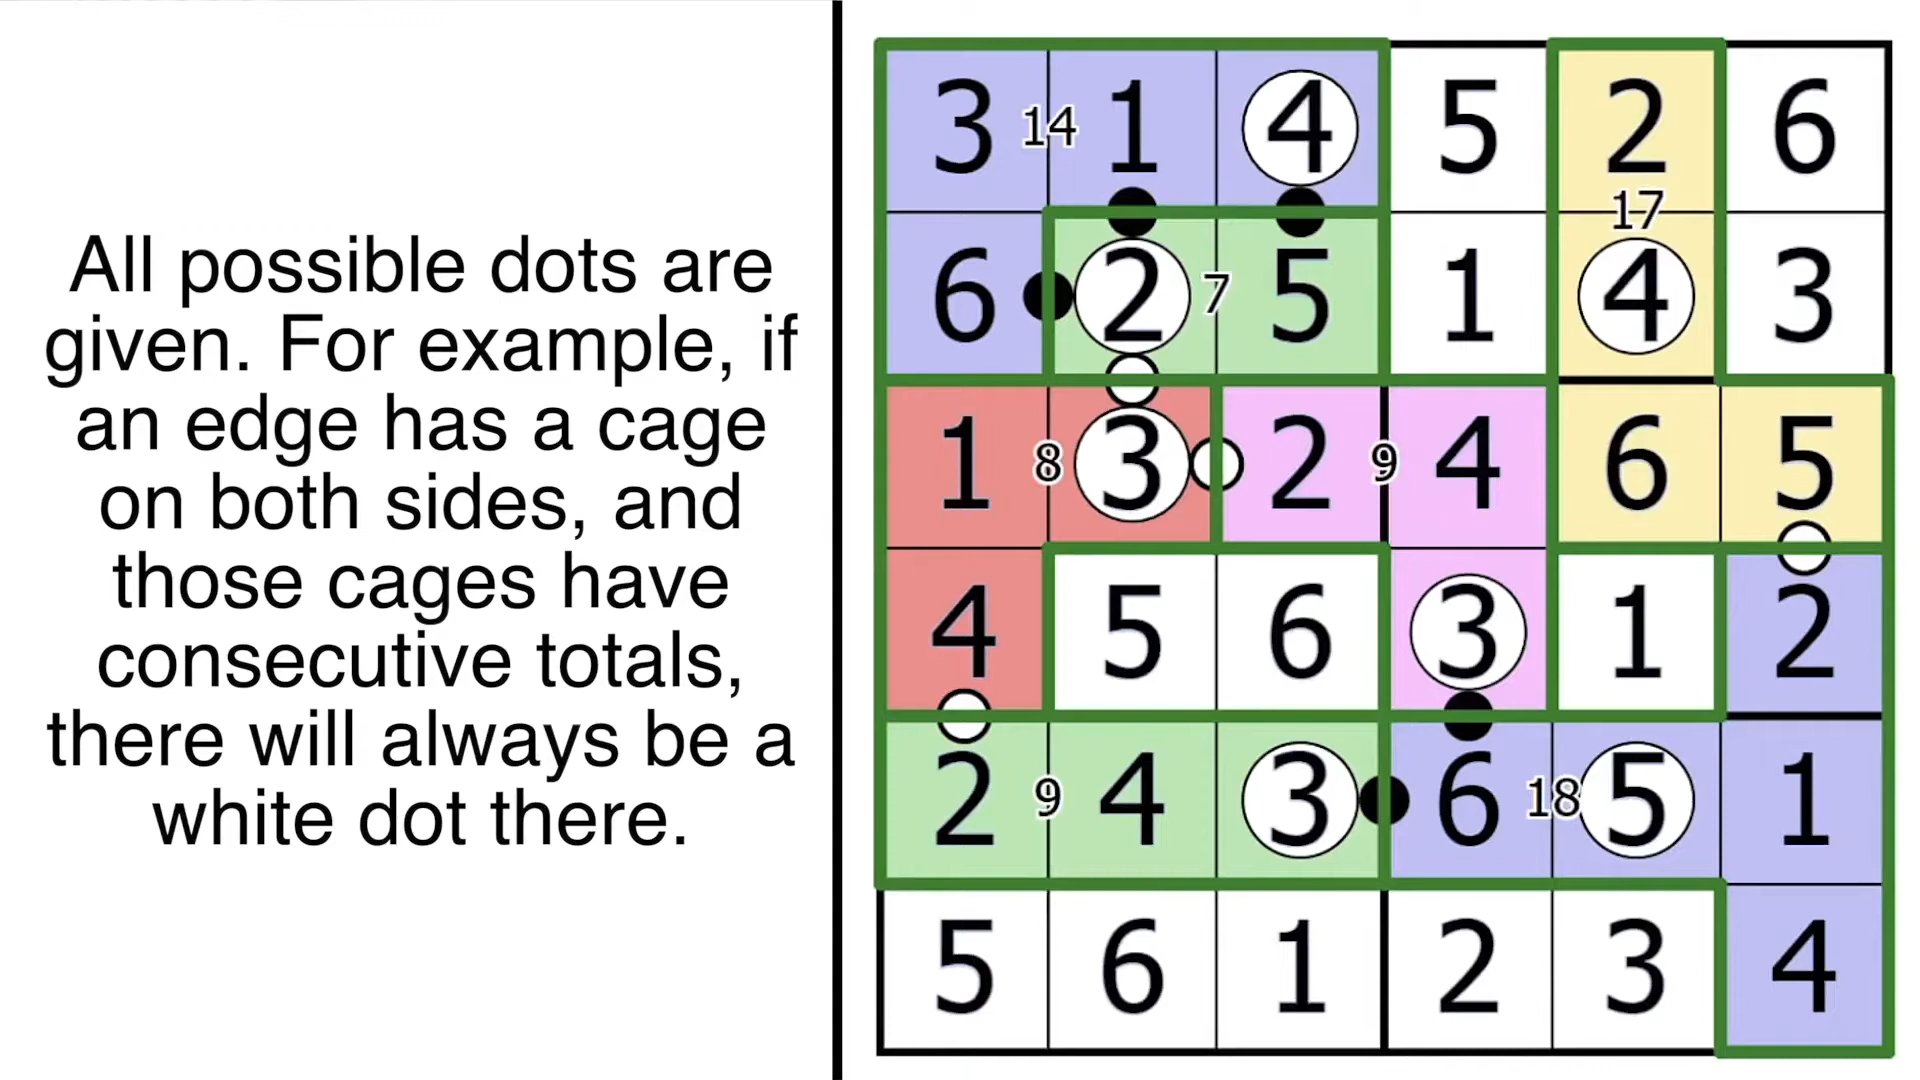 All possible dots are
given. For example, if
an edge has a cage
on both sides, and
those cages have
consecutive totals,
there will always be a
white dot there.
3 14 1 4 5 2 6
17
6 2 7 5 1 4 3
1 8 3 2 9 4 6 5
4 5 6 3 1 2
2 9 4 3 6 18 5 1
5 6 1 2 3 4